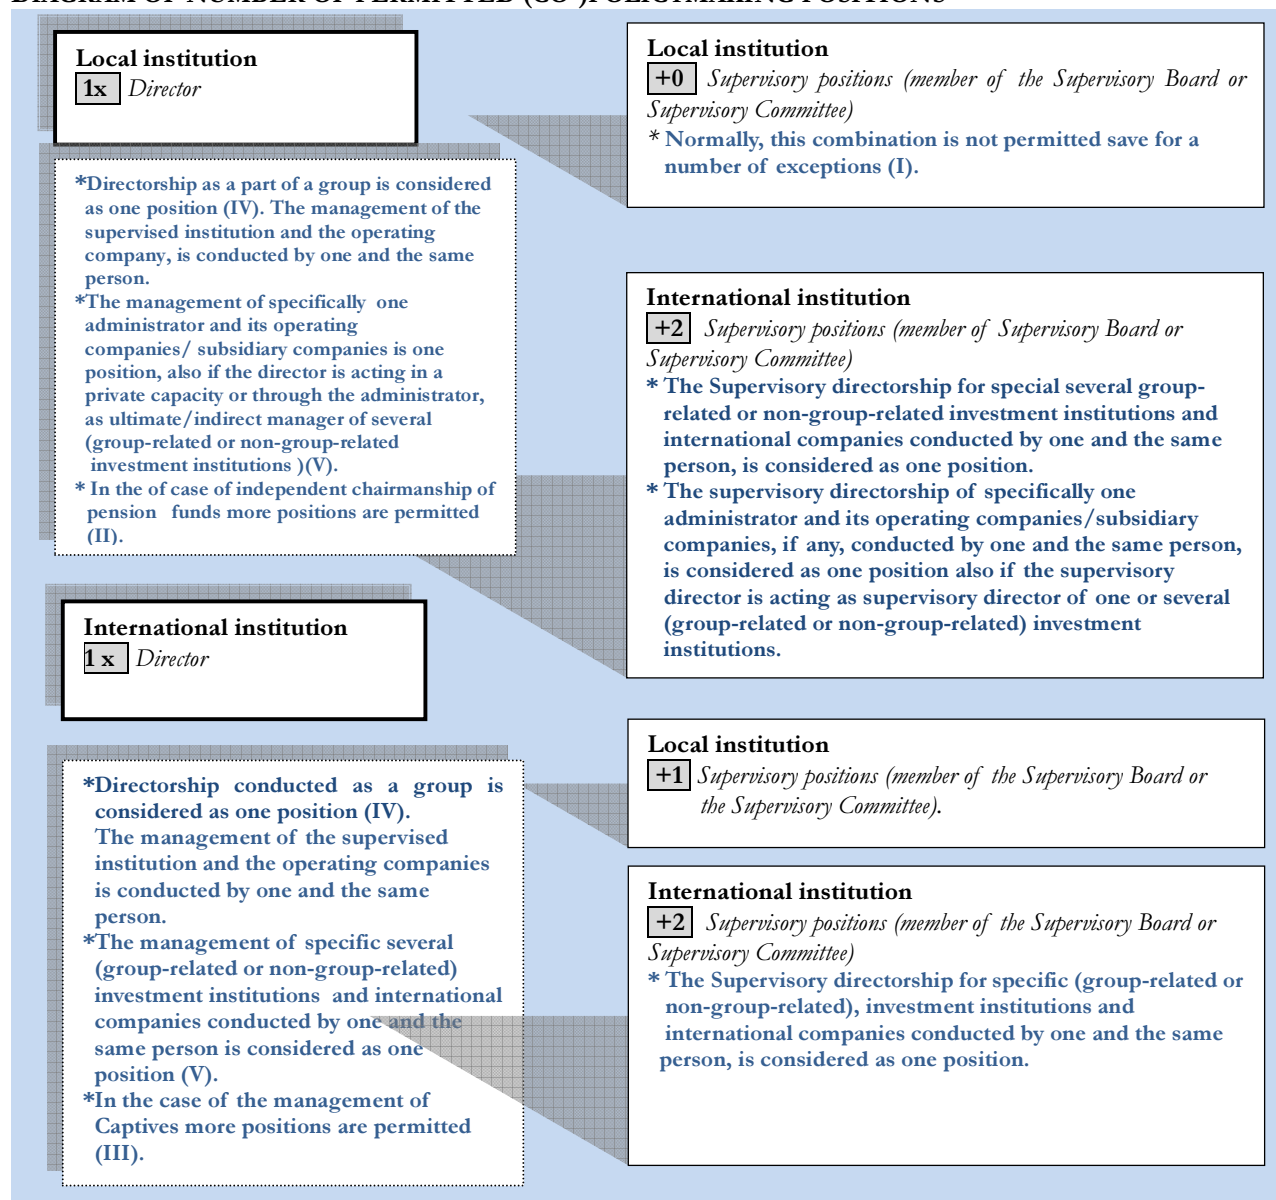 DIAGRAM OF NUMBER OF PERMITTED (CO-)POLICYMAKING POSITIONS
Local institution
1x Director
*Directorship as a part of a group is considered
as one position (IV). The management of the
supervised institution and the operating
company, is conducted by one and the same
person.
*The management of specifically one
administrator and its operating
companies/ subsidiary companies is one
position, also if the director is acting in a
private capacity or through the administrator,
as ultimate/indirect manager of several
(group-related or non-group-related
investment institutions )(V).
* In the of case of independent chairmanship of
pension funds more positions are permitted
(II).
Local institution
+0 Supervisory positions (member of the Supervisory Board or
Supervisory Committee)
* Normally, this combination is not permitted save for a
number of exceptions (I).
International institution
+2 Supervisory positions (member of Supervisory Board or
Supervisory Committee)
* The Supervisory directorship for special several group-
related or non-group-related investment institutions and
international companies conducted by one and the same
person, is considered as one position.
* The supervisory directorship of specifically one
administrator and its operating companies/subsidiary
companies, if any, conducted by one and the same person,
is considered as one position also if the supervisory
director is acting as supervisory director of one or several
(group-related or non-group-related) investment
institutions.
International institution
1 x Director
*Directorship conducted as a group is
considered as one position (IV).
The management of the supervised
institution and the operating companies
is conducted by one and the same
person.
*The management of specific several
(group-related or non-group-related)
investment institutions and international
companies conducted by one and the
same person is considered as one
position (V).
*In the case of the management of
Captives more positions are permitted
(III).
Local institution
+1 Supervisory positions (member of the Supervisory Board or
the Supervisory Committee).
International institution
+2 Supervisory positions (member of the Supervisory Board or
Supervisory Committee)
* The Supervisory directorship for specific (group-related or
non-group-related), investment institutions and
international companies conducted by one and the same
person, is considered as one position.